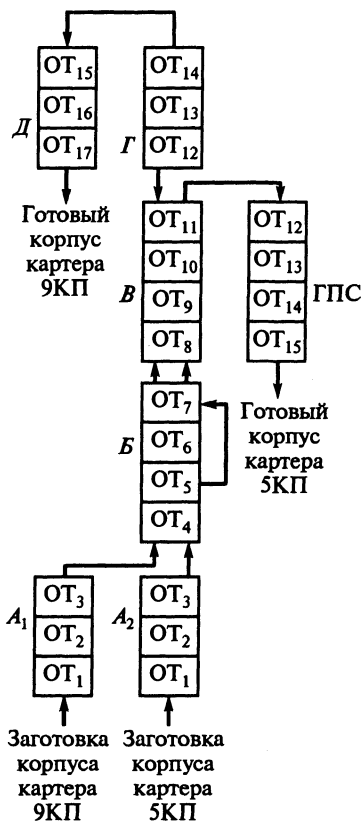 ОТ₁₅
ОТ₁₆
ОТ₁₇
Д
ОТ₁₄
ОТ₁₃
ОТ₁₂
Г
Готовый
корпус
картера
9КП
ОТ₁₁
ОТ₁₀
ОТ₉
ОТ₈
В
ОТ₁₂
ОТ₁₃
ОТ₁₄
ОТ₁₅
ГПС
Готовый
корпус
картера
5КП
ОТ₇
ОТ₆
ОТ₅
ОТ₄
Б
ОТ₃
ОТ₂
ОТ₁
А₁
ОТ₃
ОТ₂
ОТ₁
А₂
Заготовка
корпуса
картера
9КП
Заготовка
корпуса
картера
5КП